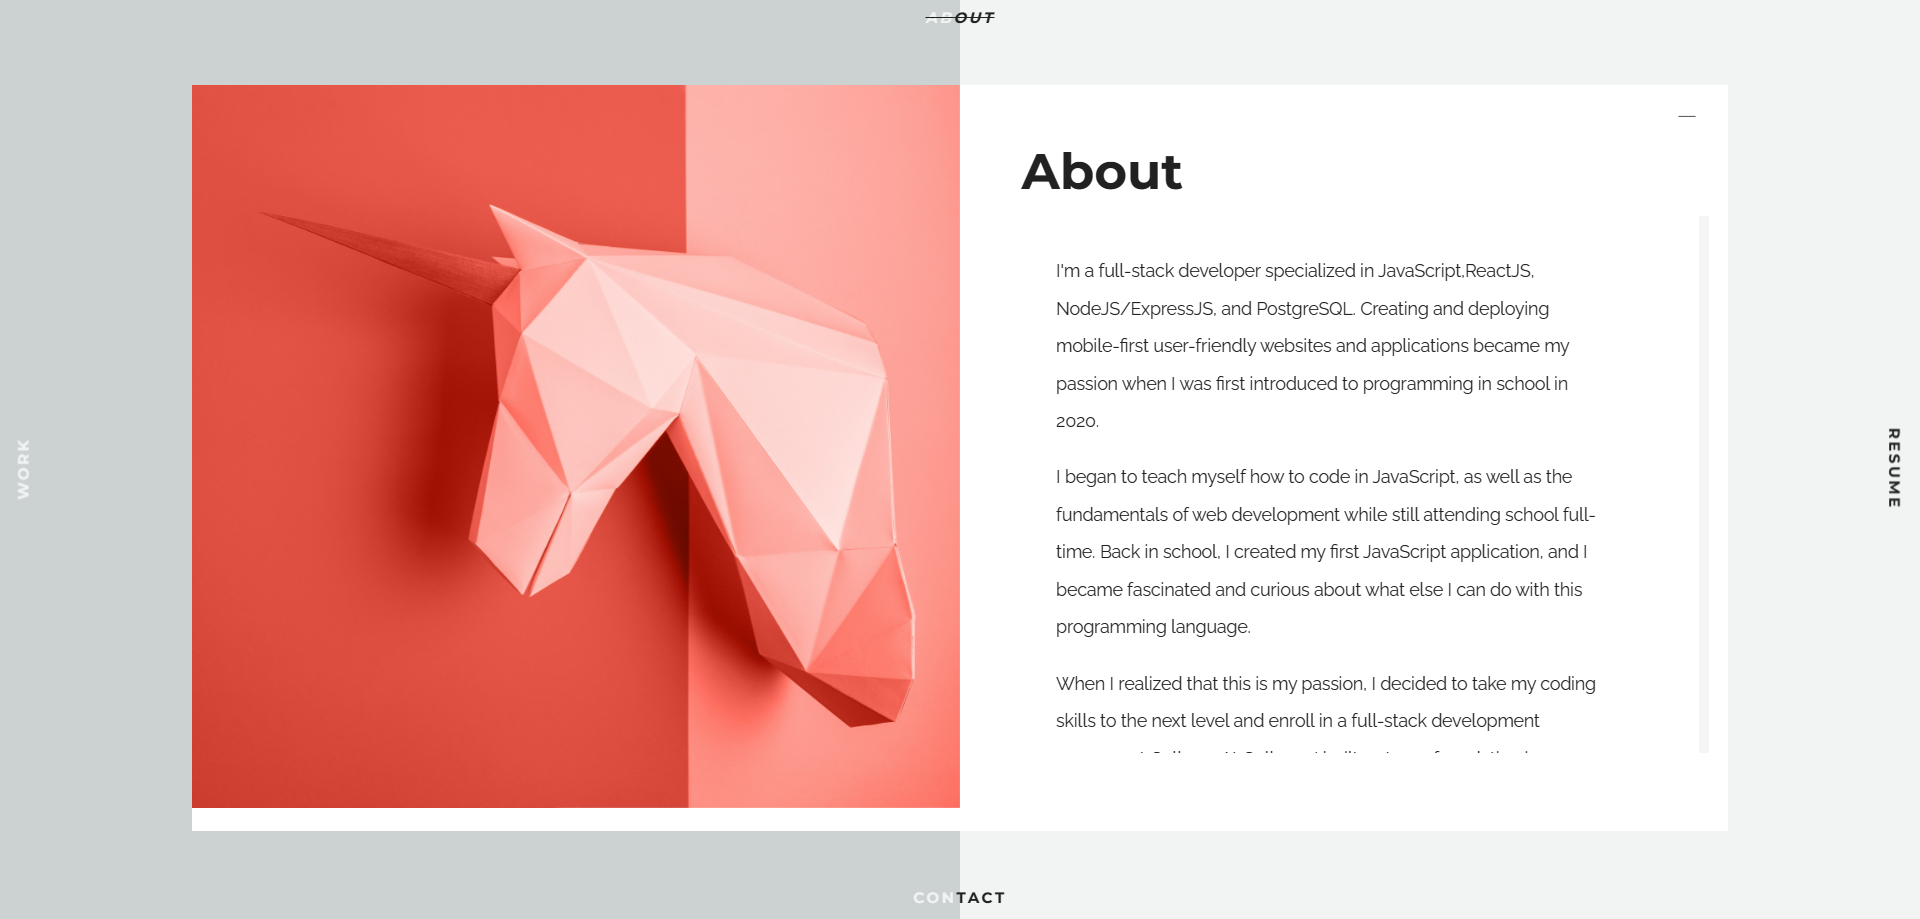 ABOUT
About
I'm a full-stack developer specialized in JavaScript,ReactJS,
NodeJS/ExpressJS, and PostgreSQL. Creating and deploying
mobile-first user-friendly websites and applications became my
passion when I was first introduced to programming in school in
2020.
I began to teach myself how to code in JavaScript, as well as the
fundamentals of web development while still attending school full-
time. Back in school, I created my first JavaScript application, and I
became fascinated and curious about what else I can do with this
programming language.
When I realized that this is my passion, I decided to take my coding
skills to the next level and enroll in a full-stack development
WORK
RESUME
CONTACT